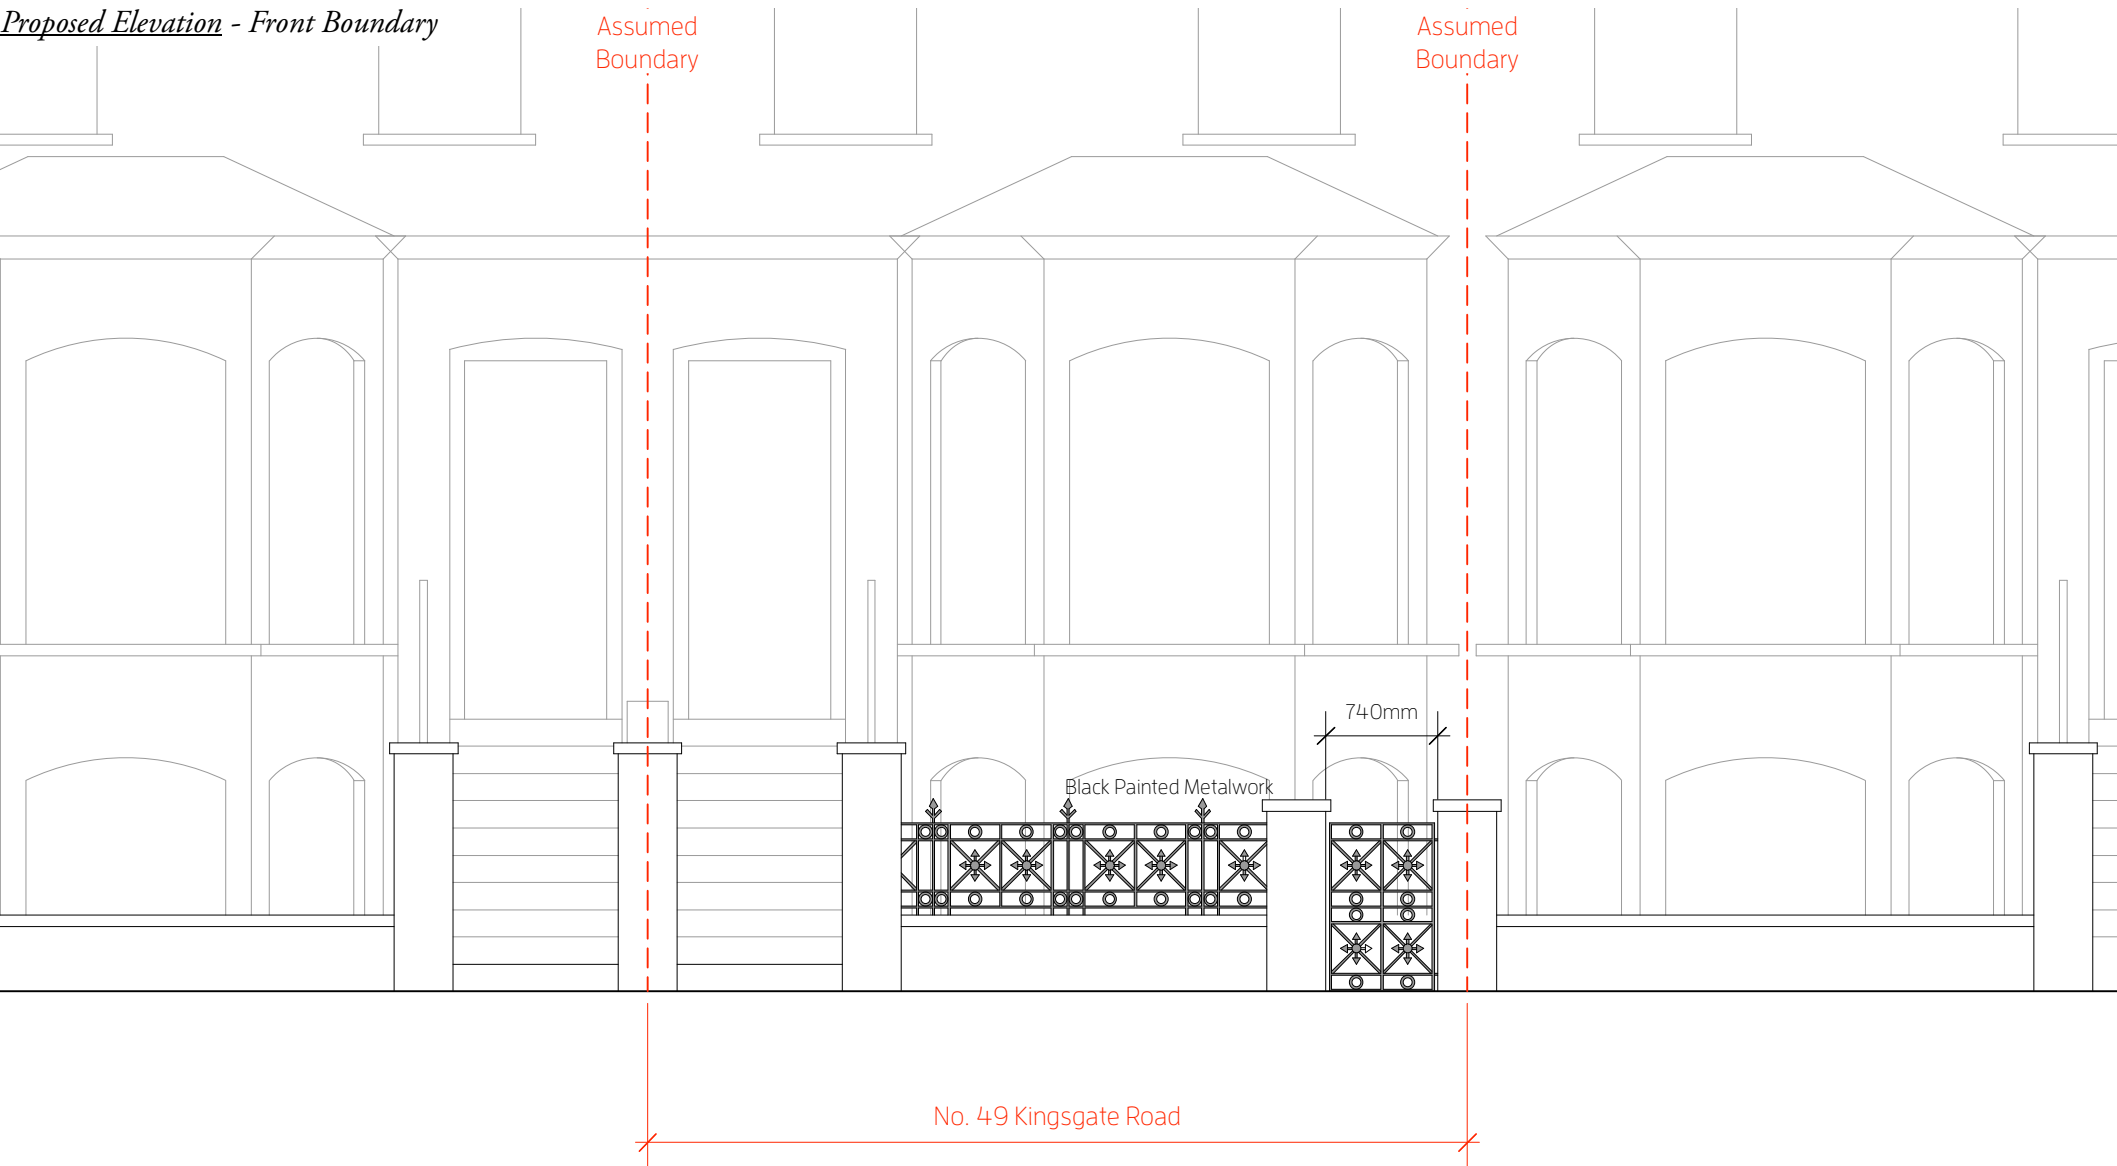 Proposed Elevation - Front Boundary
Assumed
Boundary
Assumed
Boundary
740mm
Black Painted Metalwork
No. 49 Kingsgate Road